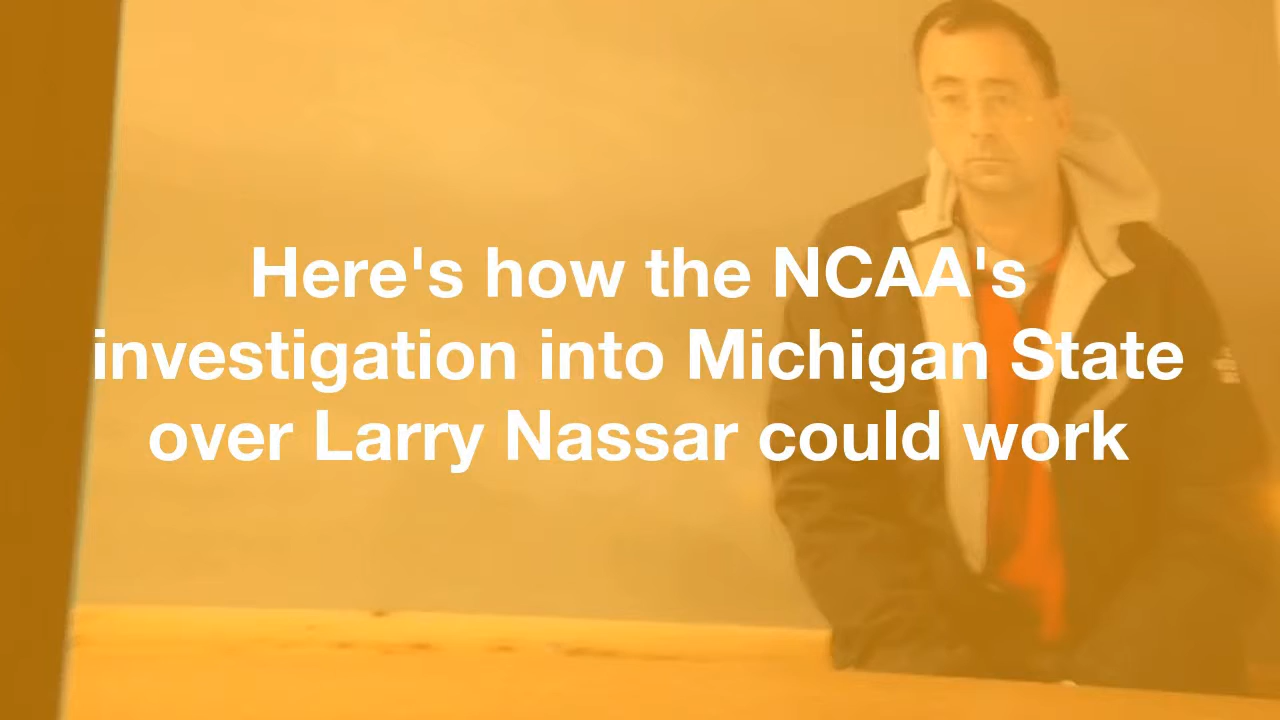 Here's how the NCAA's
investigation into Michigan State
over Larry Nassar could work